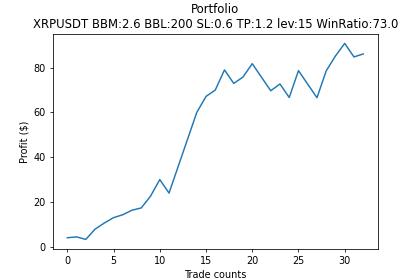 Portfolio
XRPUSDT BBM:2.6 BBL:200 SL:0.6 TP:1.2 lev:15 WinRatio:73.0
80
60
40
20
0
Profit ($)
0 5 10 15 20 25 30
Trade counts